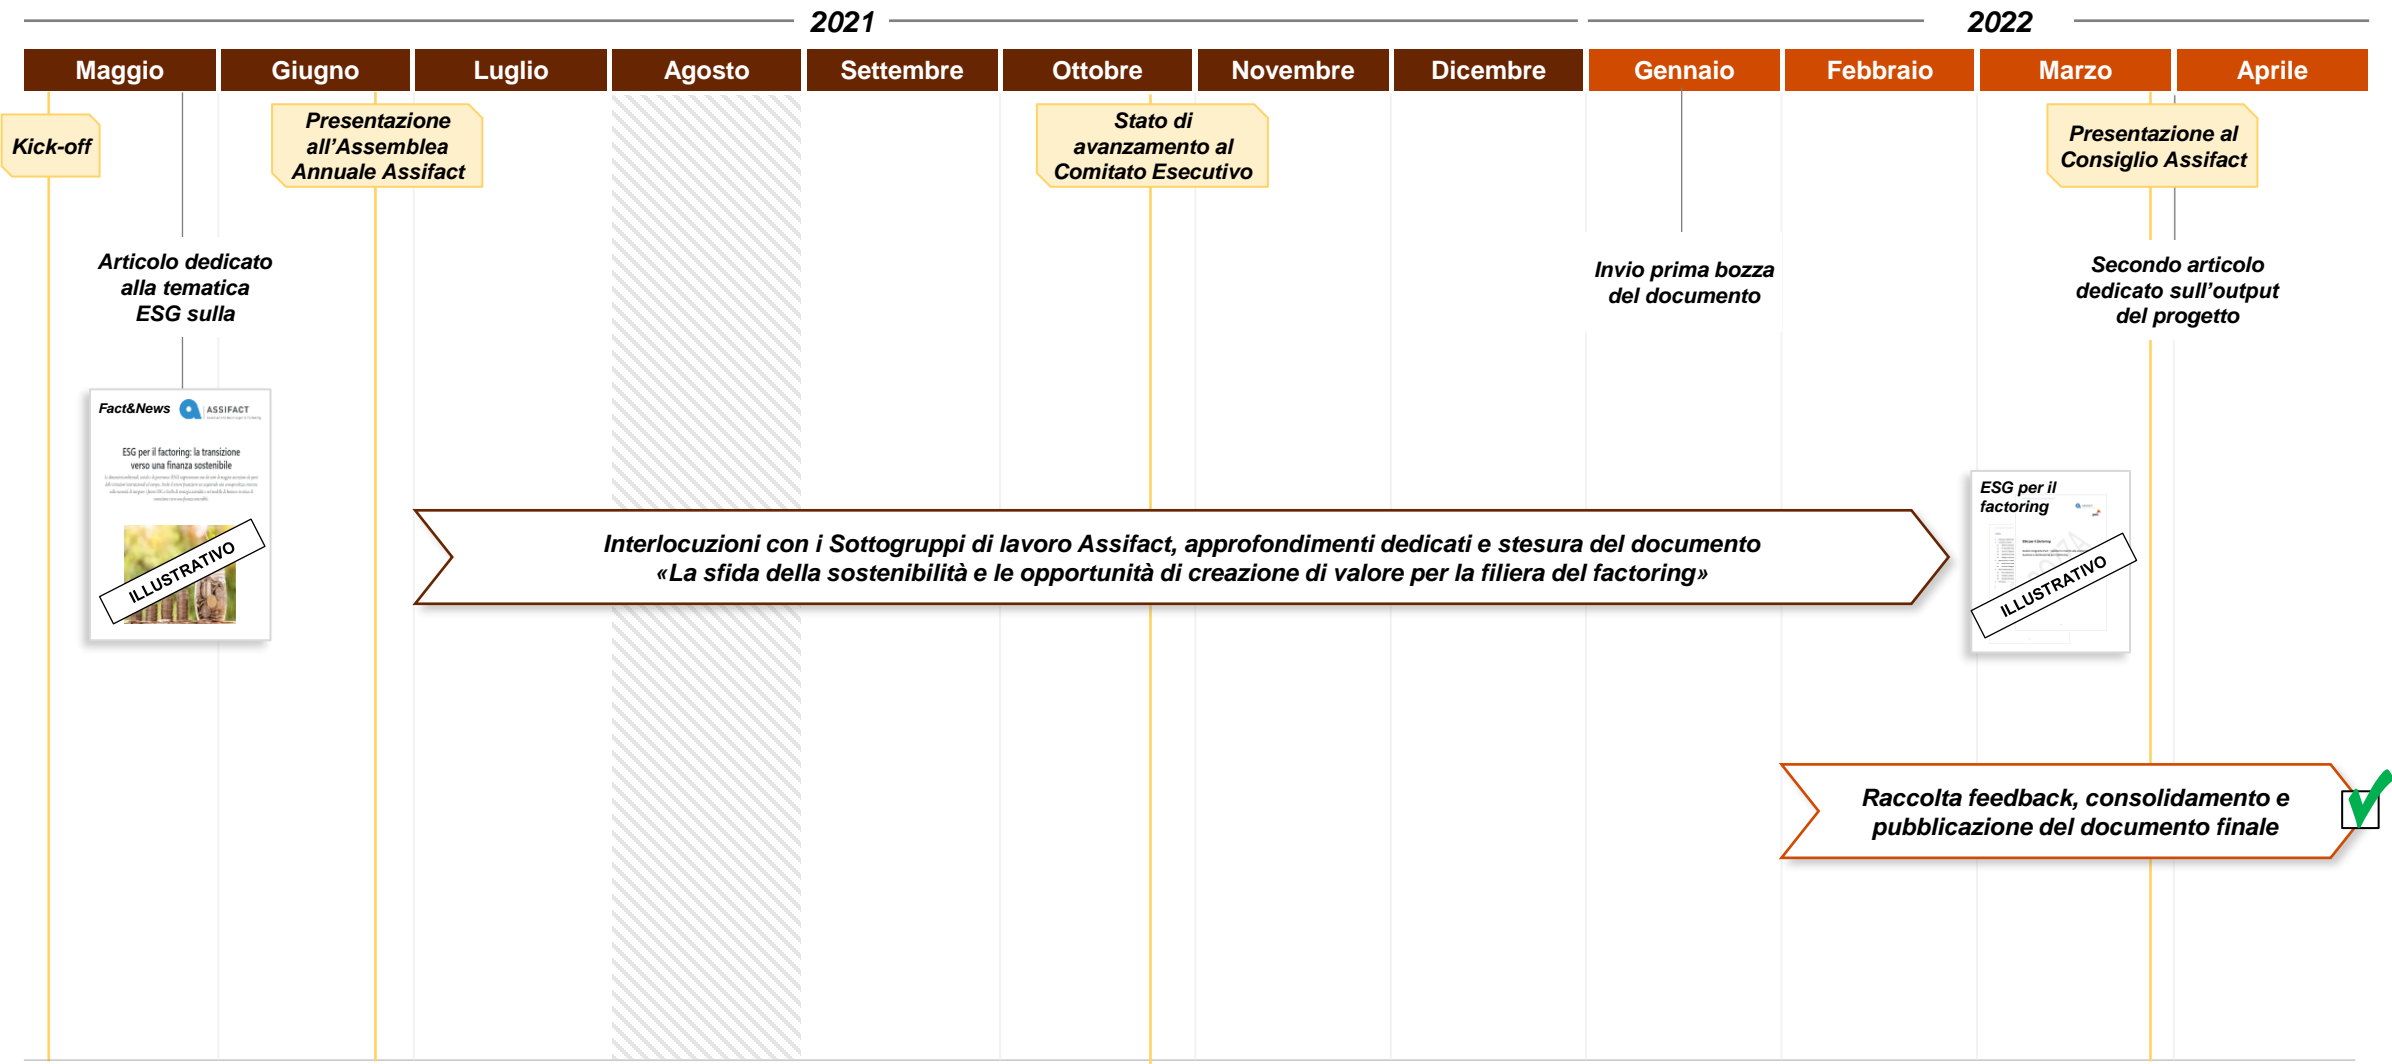 2021
2022
Maggio
Giugno
Luglio
Agosto
Settembre
Ottobre
Novembre
Dicembre
Gennaio
Febbraio
Marzo
Aprile
Kick-off
Presentazione
all'Assemblea
Annuale Assifact
Stato di
avanzamento al
Comitato Esecutivo
Presentazione al
Consiglio Assifact
Articolo dedicato
alla tematica
ESG sulla
Invio prima bozza
del documento
Secondo articolo
dedicato sull'output
del progetto
Fact&News
ASSIFACT
ESG per il factoring: la transizione
verso una finanza sostenibile
ILLUSTRATIVO
Interlocuzioni con i Sottogruppi di lavoro Assifact, approfondimenti dedicati e stesura del documento
«La sfida della sostenibilità e le opportunità di creazione di valore per la filiera del factoring»
ESG per il
factoring
ILLUSTRATIVO
Raccolta feedback, consolidamento e
pubblicazione del documento finale